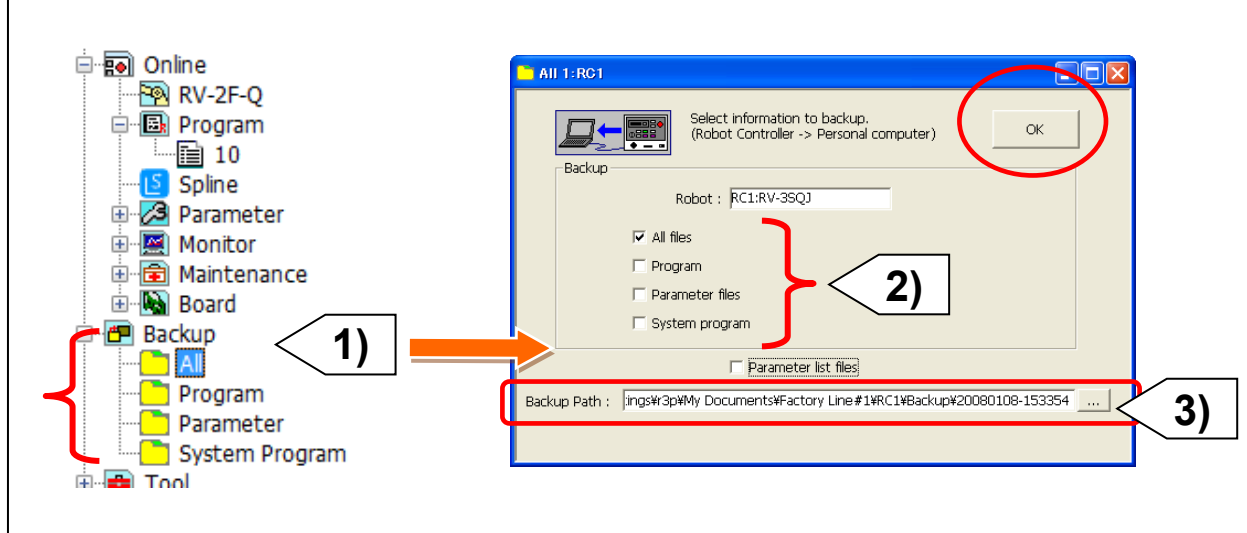 Online
RV-2F-Q
Program
10
Spline
Parameter
Monitor
Maintenance
Board
Backup
All
Program
Parameter
System Program
Tool
1)
All 1:RC1
Select information to backup.
(Robot Controller -> Personal computer)
OK
Backup
Robot : RC1:RV-3SQJ
All files
Program
Parameter files
System program
2)
Parameter list files
Backup Path : ings¥r3p¥My Documents¥Factory Line#1¥RC1¥Backup¥20080108-153354 ...
3)